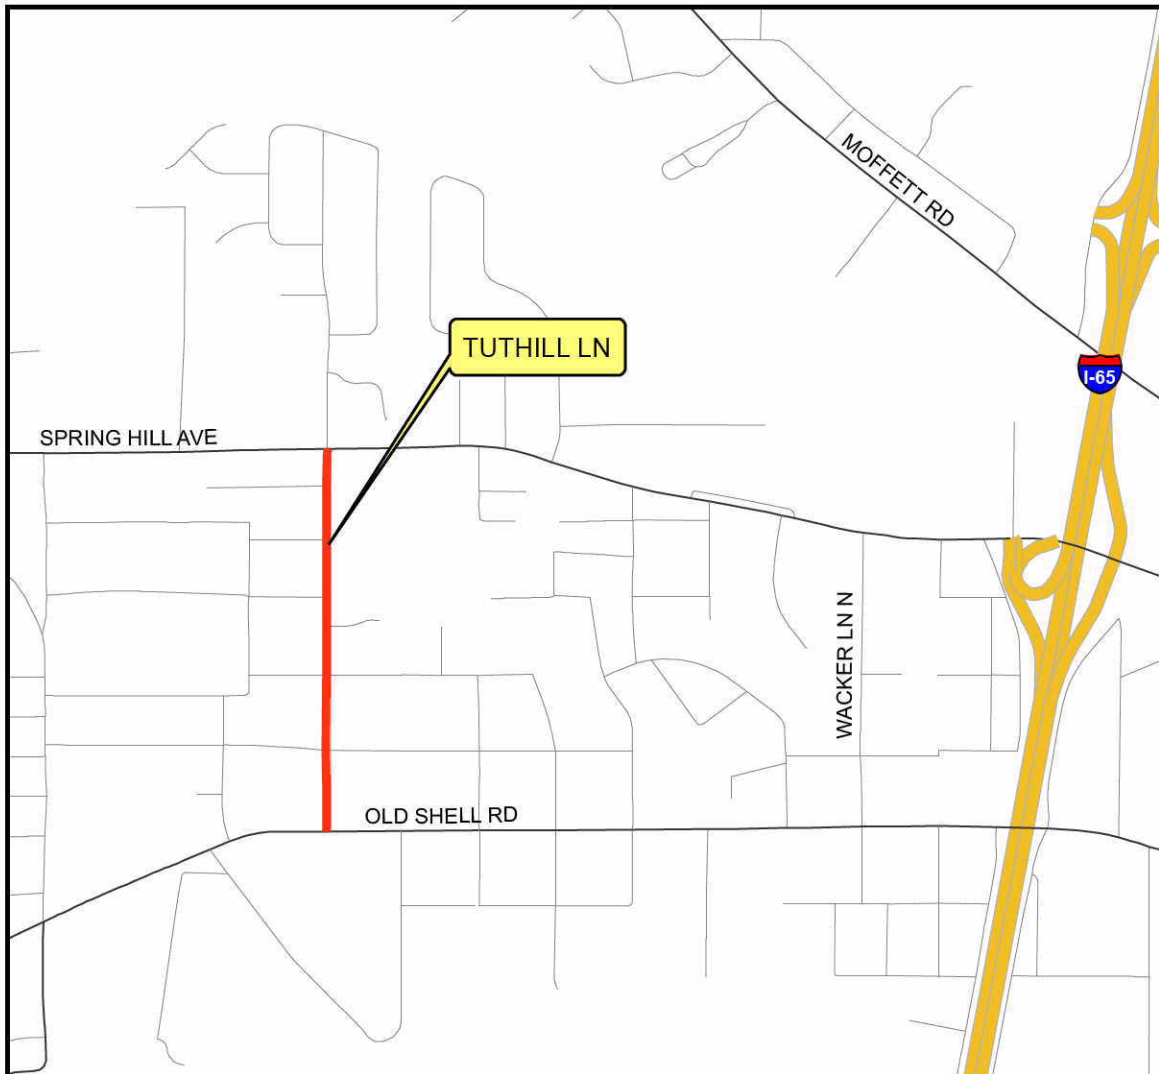 MOFFETT RD
TUTHILL LN
I-65
SPRING HILL AVE
WACKER LN N
OLD SHELL RD